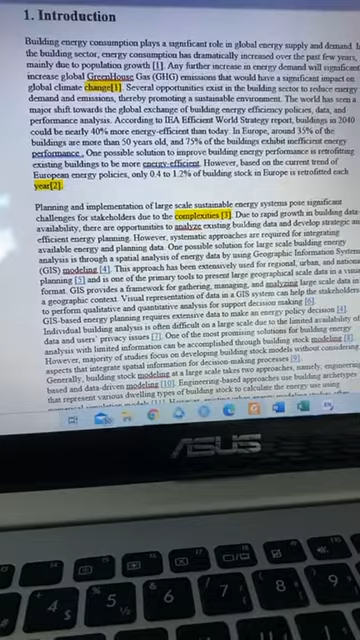 1. Introduction
Building energy consumption plays a significant role in global energy supply and demand. In
the building sector, energy consumption has dramatically increased over the past few years,
mainly due to population growth [1]. Any further increase in energy demand will significant
increase global GreenHouse Gas (GHG) emissions that would have a significant impact on
global climate change[1]. Several opportunities exist in the building sector to reduce energy
demand and emissions, thereby promoting a sustainable environment. The world has seen a
major shift towards the global exchange of building energy efficiency policies, data, and
performance analysis. According to IEA Efficient World Strategy report, buildings in 2040
could be nearly 40% more energy-efficient than today. In Europe, around 35% of the
buildings are more than 50 years old, and 75% of the buildings exhibit inefficient energy
performance . One possible solution to improve building energy performance is retrofitting
existing buildings to be more energy-efficient. However, based on the current trend of
European energy policies, only 0.4 to 1.2% of building stock in Europe is retrofitted each
year[2].
Planning and implementation of large scale sustainable energy systems pose significant
challenges for stakeholders due to the complexities [3]. Due to rapid growth in building data
availability, there are opportunities to analyze existing building data and develop strategic an
efficient energy planning. However, systematic approaches are required for integrating
available energy and planning data. One possible solution for large scale building energy
analysis is through a spatial analysis of energy data by using Geographic Information System
(GIS) modeling [4]. This approach has been extensively used for regional, urban, and nation
planning [5] and is one of the primary tools to present large geographical scale data in a visua
format. GIS provides a framework for gathering, managing, and analyzing large scale data in
a geographic context. Visual representation of data in a GIS system can help the stakeholders
to perform qualitative and quantitative analysis for support decision making [6].
GIS-based energy planning requires extensive data to make an energy policy decision [4].
Individual building analysis is often difficult on a large scale due to the limited availability of
data and users' privacy issues [7]. One of the most promising solutions for building energy
analysis with limited information can be accomplished through building stock modeling [8].
However, majority of studies focus on developing building stock models without considering
aspects that integrate spatial information for decision-making processes [9].
Generally, building stock modeling at a large scale takes two approaches, namely, engineering
based and data-driven modeling [10]. Engineering-based approaches use building archetypes
that represent various dwelling types of building stock to calculate the energy use using
ASUS
4 $
5 ½
& 6
7
8
9